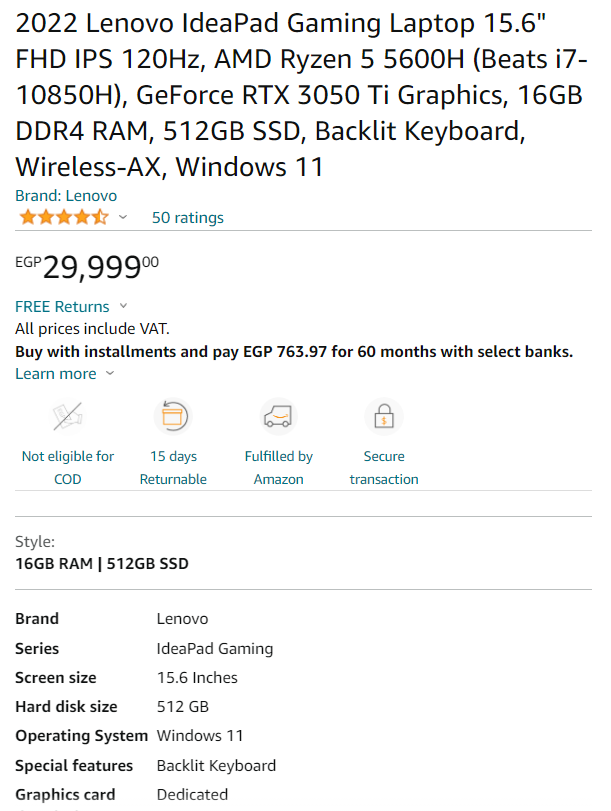 2022 Lenovo IdeaPad Gaming Laptop 15.6"
FHD IPS 120Hz, AMD Ryzen 5 5600H (Beats i7-
10850H), GeForce RTX 3050 Ti Graphics, 16GB
DDR4 RAM, 512GB SSD, Backlit Keyboard,
Wireless-AX, Windows 11
Brand: Lenovo
50 ratings
EGP29,99900
FREE Returns
All prices include VAT.
Buy with installments and pay EGP 763.97 for 60 months with select banks.
Learn more
Not eligible for COD
15 days Returnable
Fulfilled by Amazon
Secure transaction
Style:
16GB RAM | 512GB SSD
Brand Lenovo
Series IdeaPad Gaming
Screen size 15.6 Inches
Hard disk size 512 GB
Operating System Windows 11
Special features Backlit Keyboard
Graphics card Dedicated